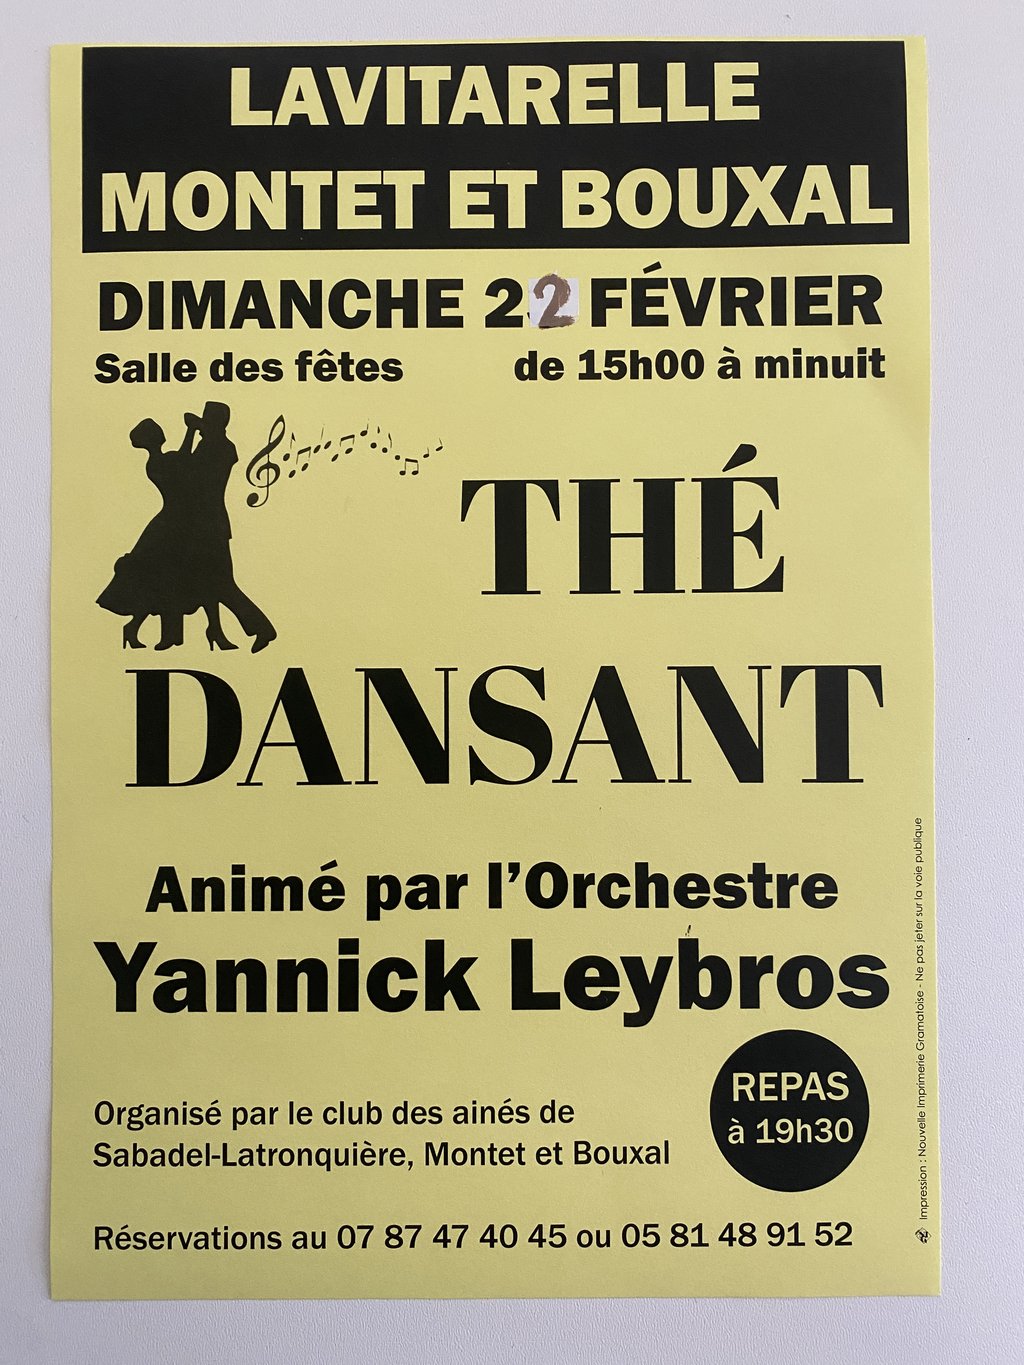 LAVITARELLE
MONTET ET BOUXAL
DIMANCHE 22 FÉVRIER
Salle des fêtes de 15h00 à minuit
THÉ
DANSANT
Animé par l'Orchestre
Yannick Leybros
REPAS
à 19h30
Organisé par le club des ainés de
Sabadel-Latronquière, Montet et Bouxal
Réservations au 07 87 47 40 45 ou 05 81 48 91 52
Impression : Nouvelle Imprimerie Gramatoise - Ne pas jeter sur la voie publique